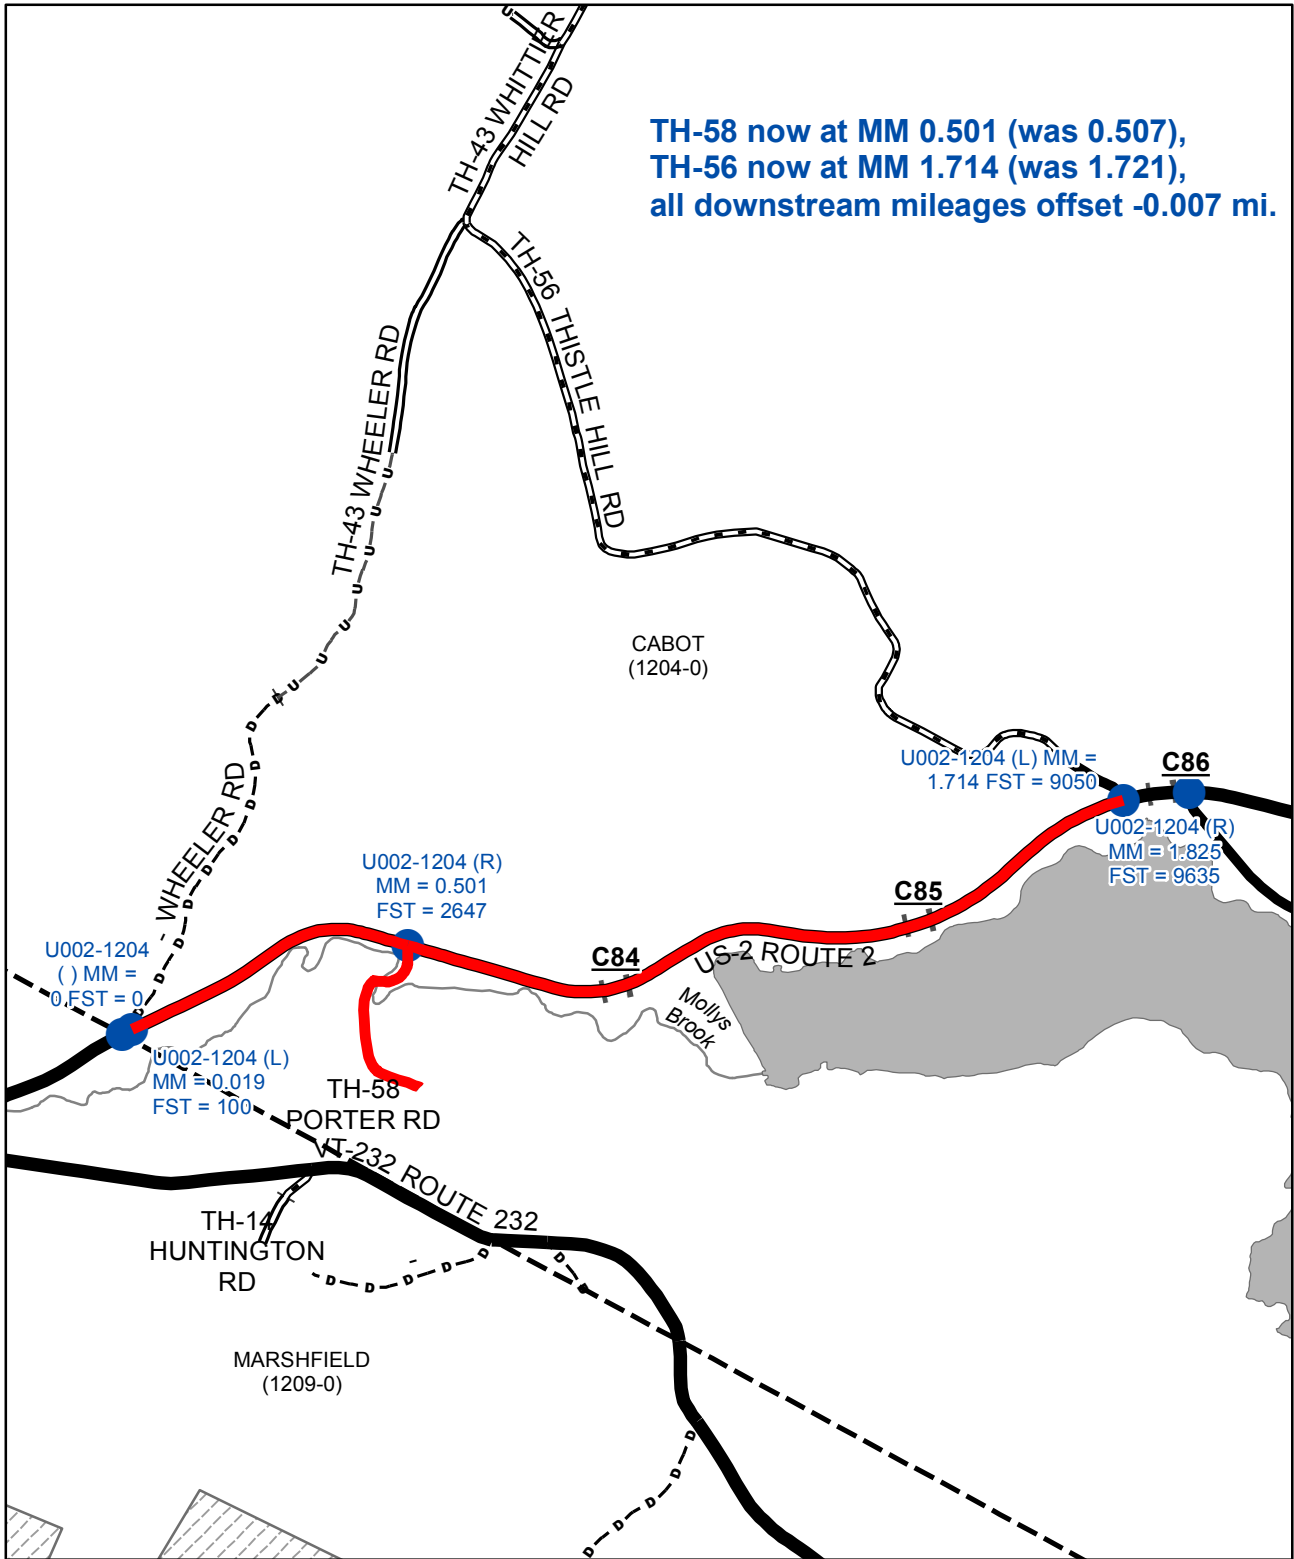 U
TH-43 WHITTIER
HILL RD
TH-58 now at MM 0.501 (was 0.507),
TH-56 now at MM 1.714 (was 1.721),
all downstream mileages offset -0.007 mi.
TH-56 THISTLE HILL RD
TH-43 WHEELER RD
U
U
U
U
U
U
U
D
D
D
D
D
D
D
D
D
CABOT
(1204-0)
- WHEELER RD
U002-1204 (L) MM =
1.714 FST = 9050
C86
U002-1204 (R)
MM = 1.825
FST = 9635
U002-1204 (R)
MM = 0.501
FST = 2647
C85
C84
US-2 ROUTE 2
Mollys
Brook
U002-1204
( ) MM =
0 FST = 0
U002-1204 (L)
MM = 0.019
FST = 100
TH-58
PORTER RD
VT-232 ROUTE 232
TH-14
HUNTINGTON
RD
-
D
D
D
D
D
D
MARSHFIELD
(1209-0)
D
D
D
D
D